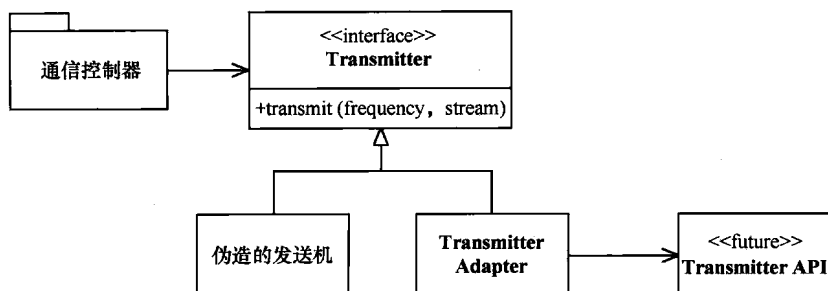 通信控制器
<<interface>>
Transmitter
+transmit (frequency, stream)
伪造的发送机
Transmitter
Adapter
<<future>>
Transmitter API